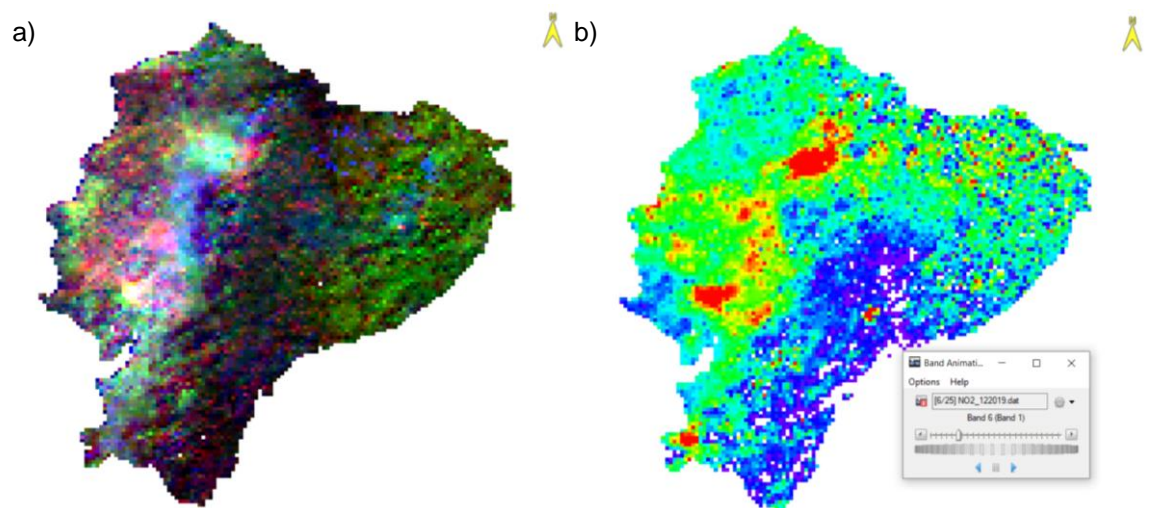 a)
N
b)
N
Band Animati...
Options Help
[6/25] NO2_122019.dat
Band 6 (Band 1)